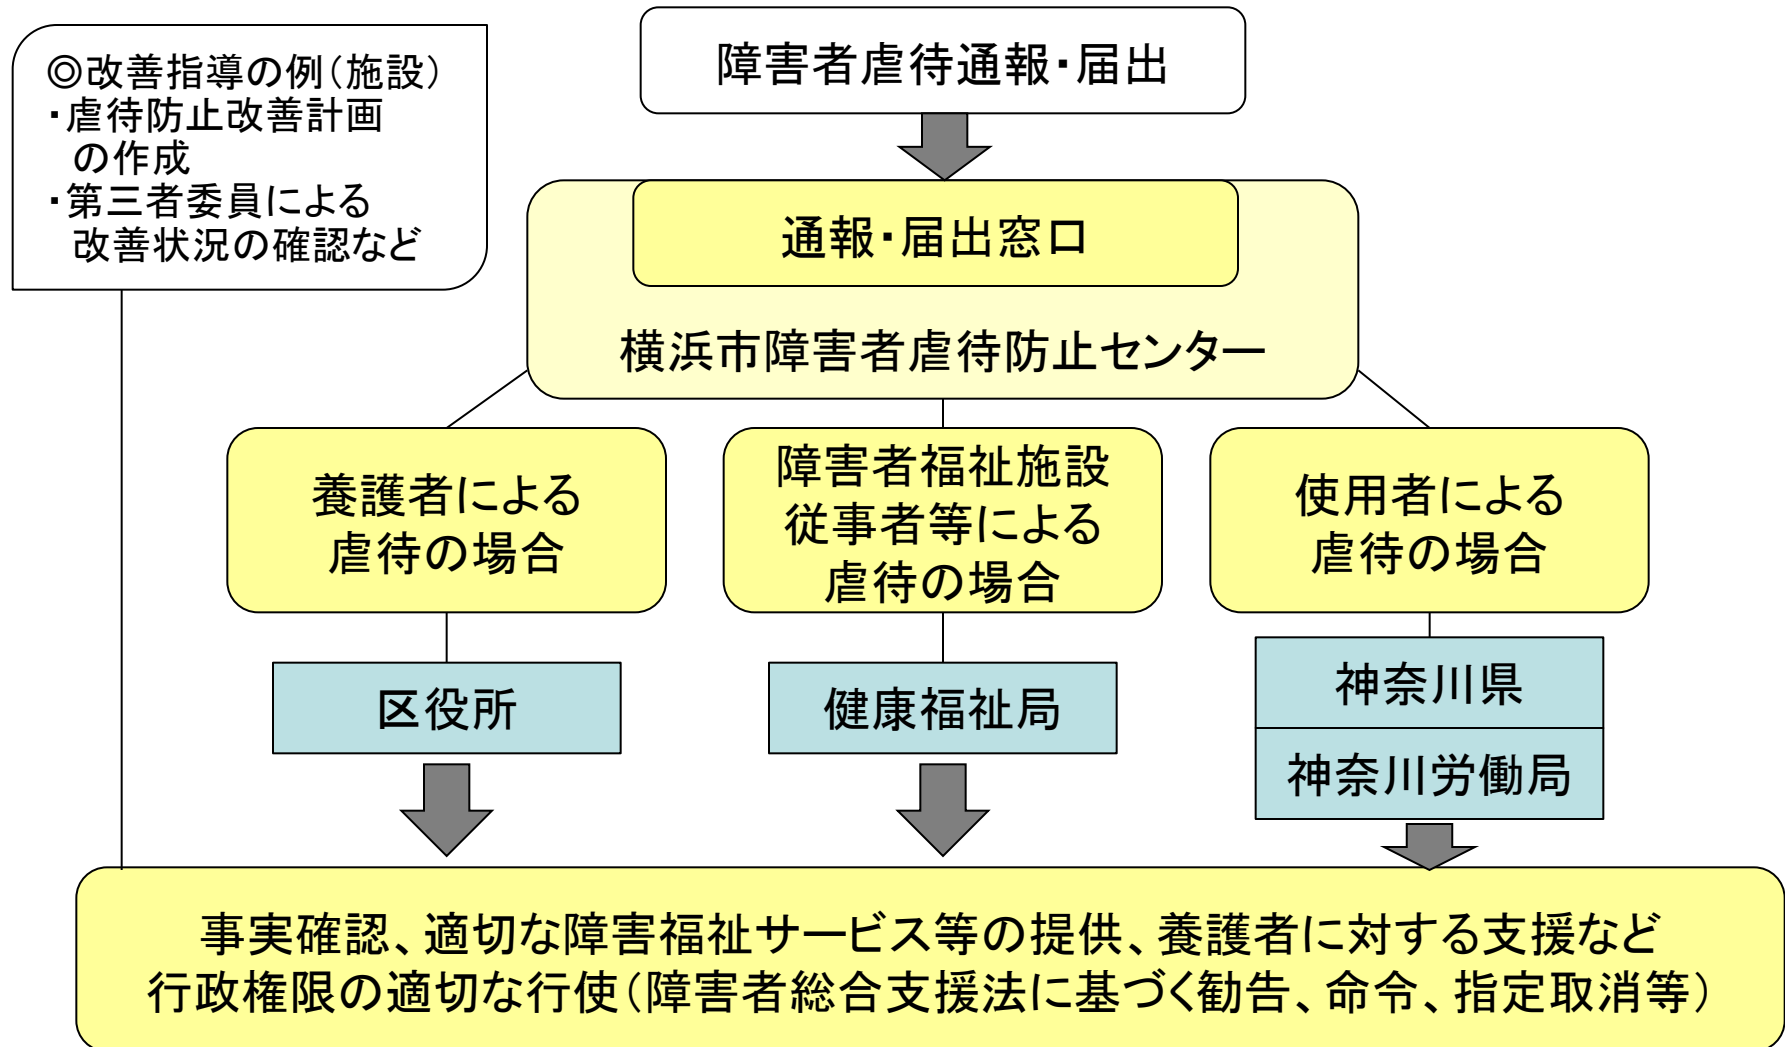 ◎改善指導の例(施設)
・虐待防止改善計画
の作成
・第三者委員による
改善状況の確認など
障害者虐待通報・届出
通報・届出窓口
横浜市障害者虐待防止センター
養護者による
虐待の場合
障害者福祉施設
従事者等による
虐待の場合
使用者による
虐待の場合
区役所
健康福祉局
神奈川県
神奈川労働局
事実確認、適切な障害福祉サービス等の提供、養護者に対する支援など
行政権限の適切な行使(障害者総合支援法に基づく勧告、命令、指定取消等)